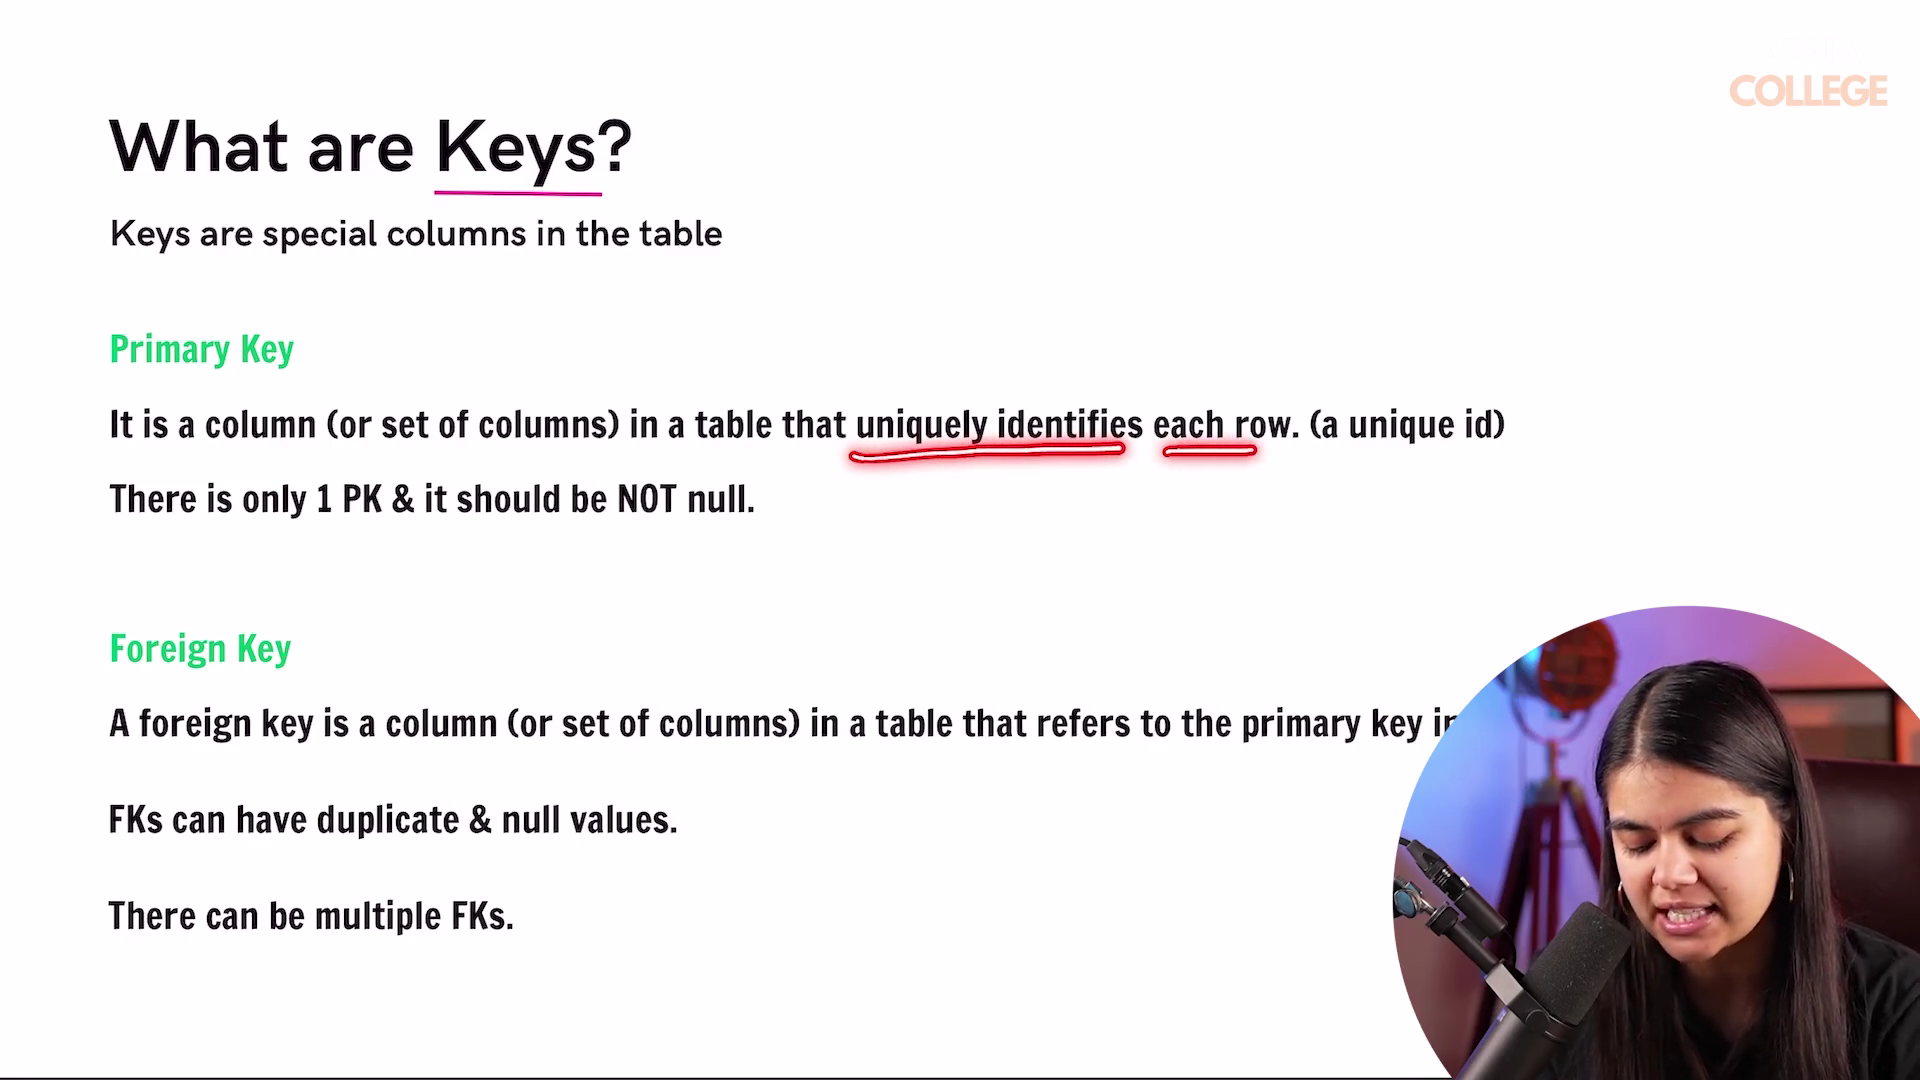 COLLEGE
What are Keys?
Keys are special columns in the table
Primary Key
It is a column (or set of columns) in a table that uniquely identifies each row. (a unique id)
There is only 1 PK & it should be NOT null.
Foreign Key
A foreign key is a column (or set of columns) in a table that refers to the primary key in
FKs can have duplicate & null values.
There can be multiple FKs.